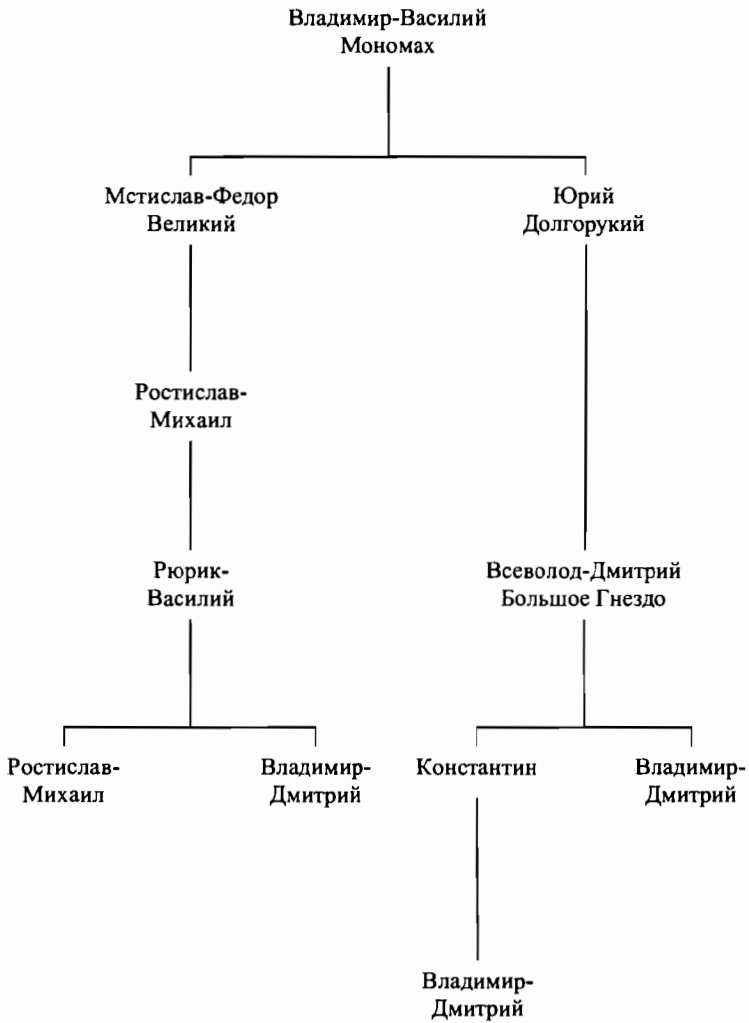 Владимир-Василий
Мономах
Мстислав-Федор
Великий
Юрий
Долгорукий
Ростислав-
Михаил
Рюрик-
Василий
Всеволод-Дмитрий
Большое Гнездо
Ростислав-
Михаил
Владимир-
Дмитрий
Константин
Владимир-
Дмитрий
Владимир-
Дмитрий